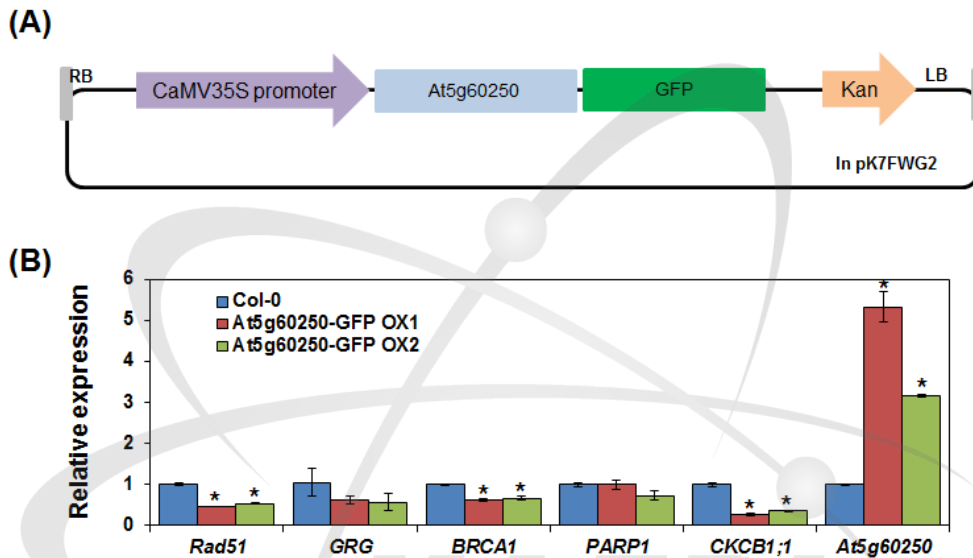 (A)
RB
LB
CaMV35S promoter
At5g60250
GFP
Kan
In pK7FWG2
(B)
Relative expression
6
5
4
3
2
1
0
Col-0
At5g60250-GFP OX1
At5g60250-GFP OX2
* * * * * * * *
Rad51 GRG BRCA1 PARP1 CKCB1;1 At5g60250